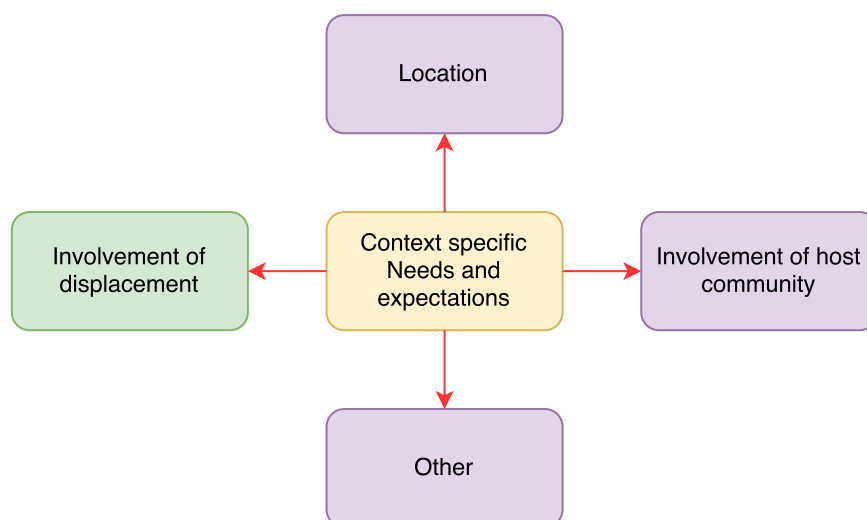 Location
Involvement of
displacement
Context specific
Needs and
expectations
Involvement of host
community
Other